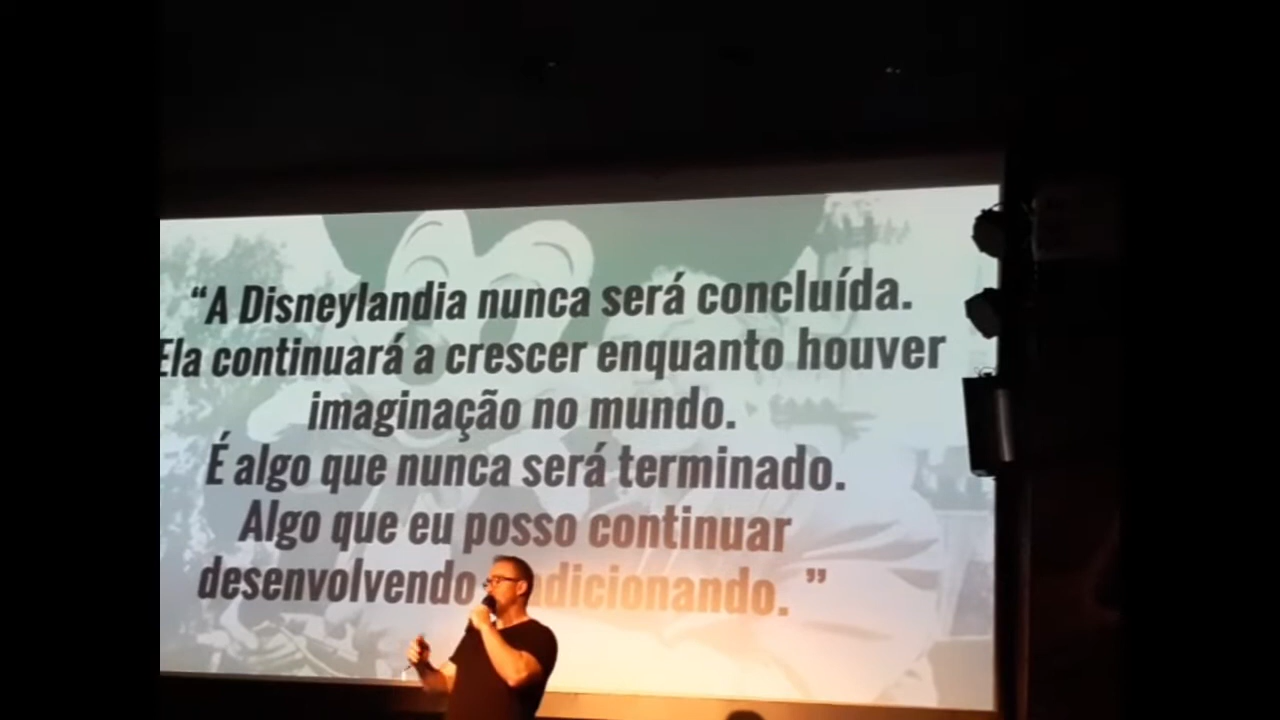 “A Disneylandia nunca será concluída.
Ela continuará a crescer enquanto houver
imaginação no mundo.
É algo que nunca será terminado.
Algo que eu posso continuar
desenvolvendo adicionando. ”